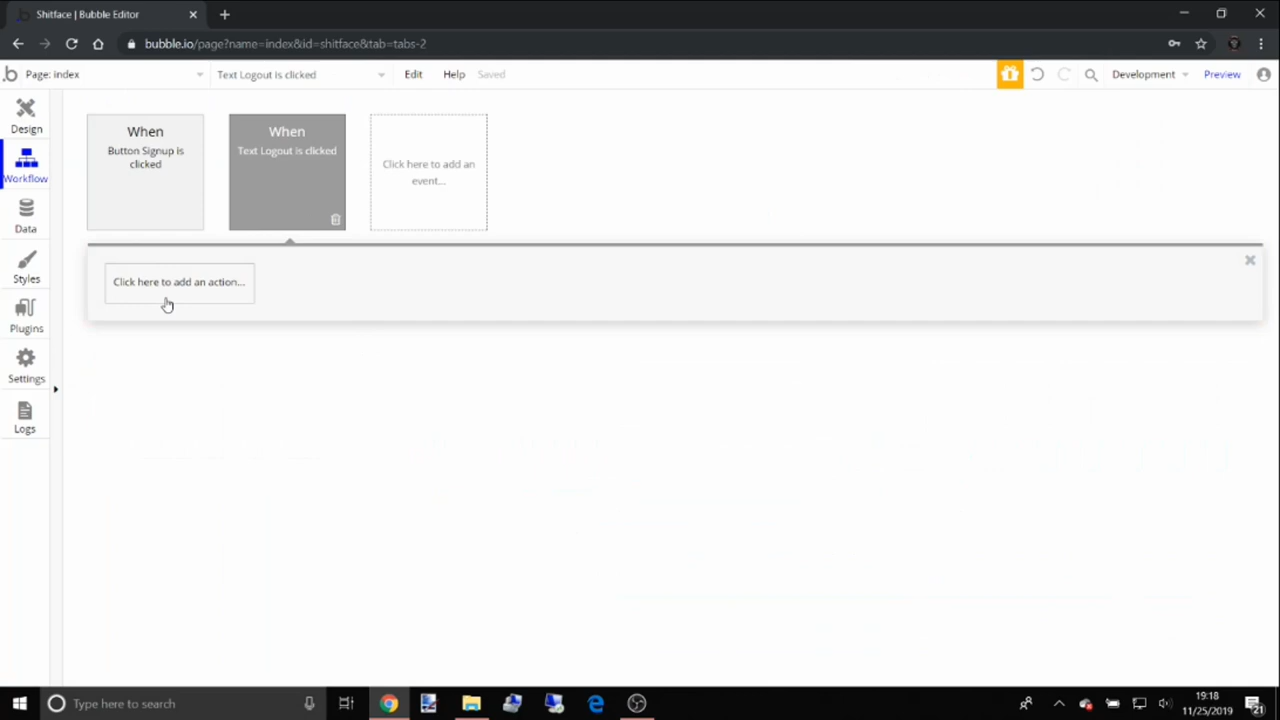 Shitface | Bubble Editor
bubble.io/page?name=index&id=shitface&tab=tabs-2
Page: index
Text Logout is clicked
Edit
Help
Saved
Development
Preview
Design
Workflow
Data
Styles
Plugins
Settings
Logs
When
Button Signup is
clicked
When
Text Logout is clicked
Click here to add an
event...
Click here to add an action...
Type here to search
19:18
11/25/2019
21